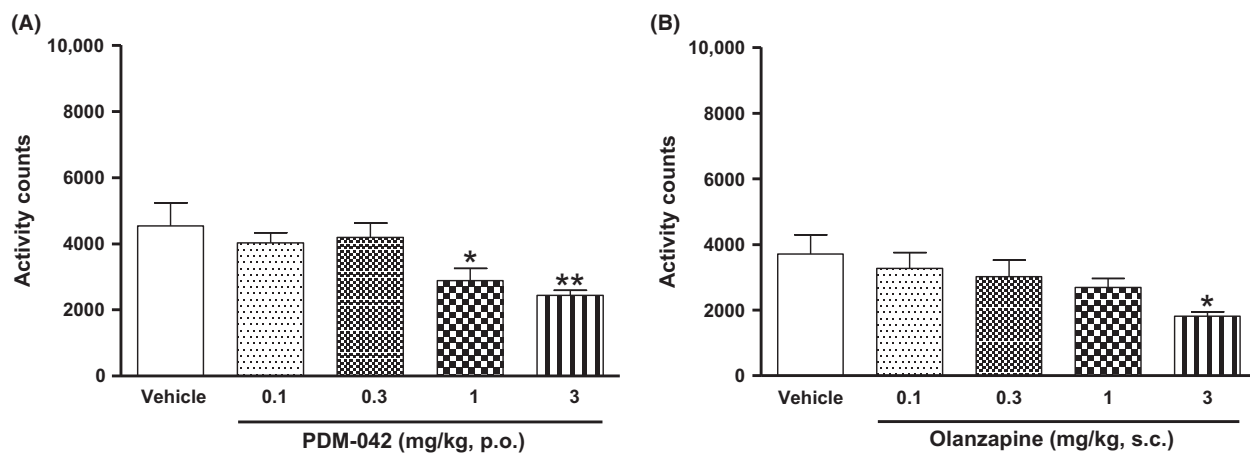 (A)
10,000
8000
6000
4000
2000
0
Activity counts
*
**
Vehicle 0.1 0.3 1 3
PDM-042 (mg/kg, p.o.)
(B)
10,000
8000
6000
4000
2000
0
Activity counts
*
Vehicle 0.1 0.3 1 3
Olanzapine (mg/kg, s.c.)